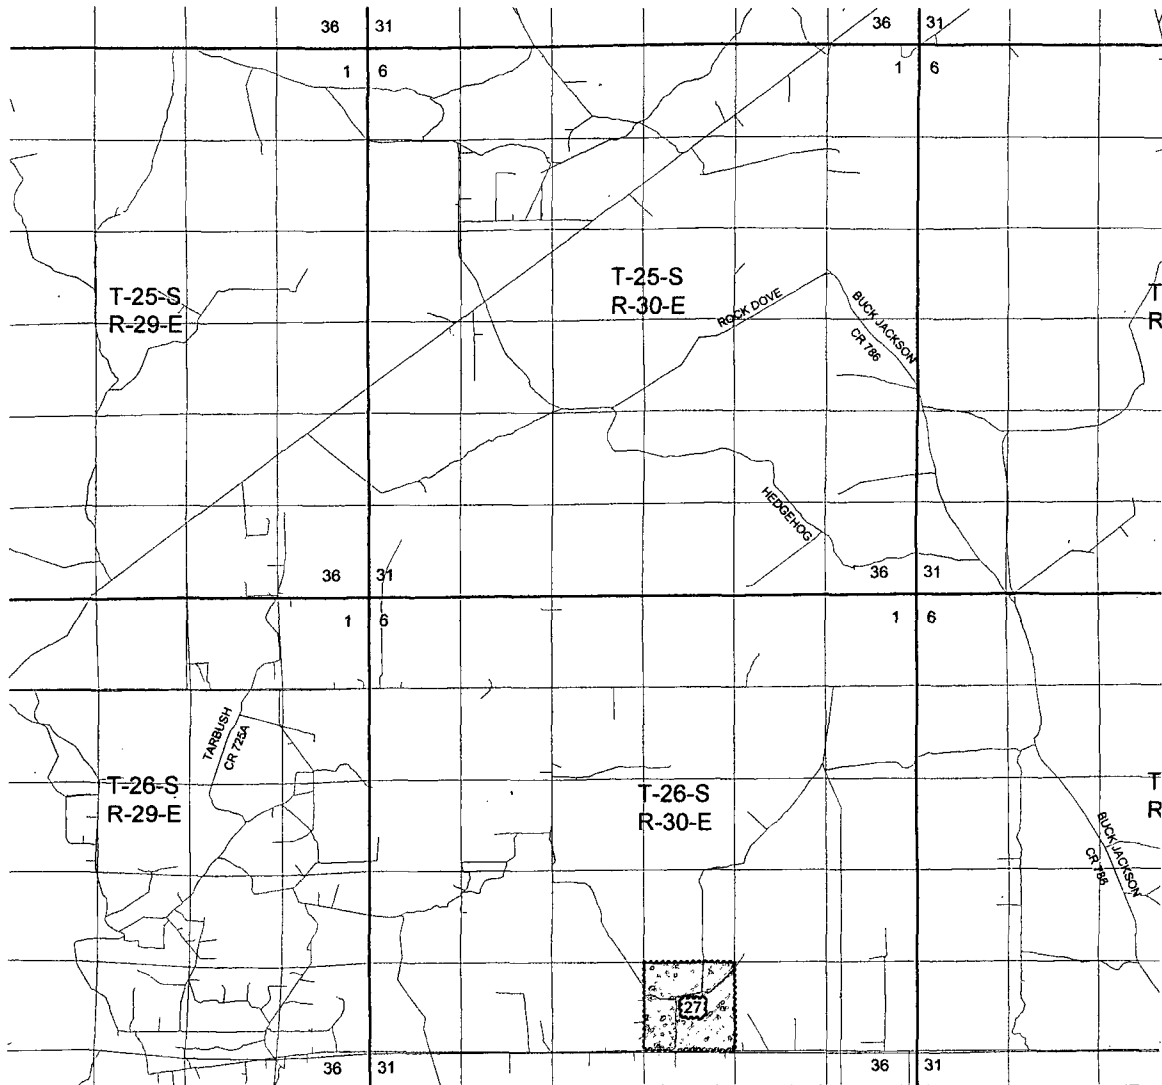 36 31
36 31
1 6
1 6
T-25-S
R-29-E
T-25-S
R-30-E
T
R
ROCK DOVE
BUCK JACKSON
CR 786
HEDGEHOG
36 31
36 31
1 6
1 6
TARBUSH
CR 725A
T-26-S
R-29-E
T-26-S
R-30-E
T
R
BUCK JACKSON
CR 786
27
36 31
36 31